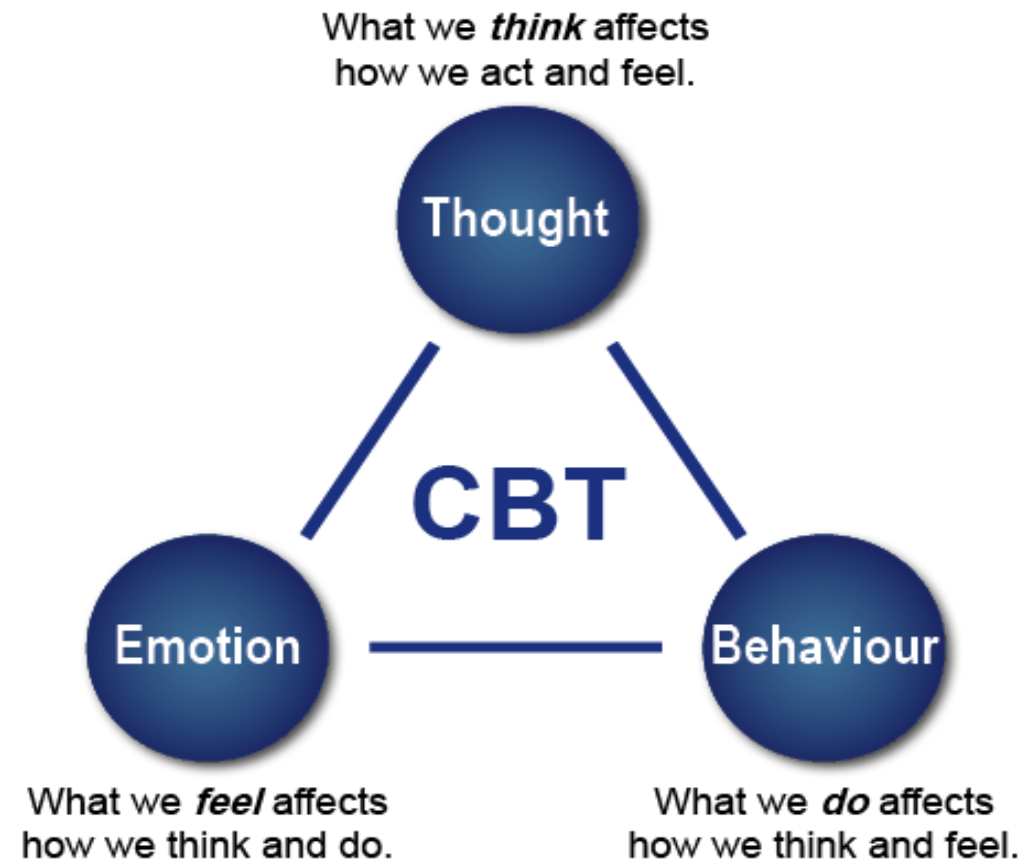 What we think affects
how we act and feel.
Thought
CBT
Emotion
Behaviour
What we feel affects
how we think and do.
What we do affects
how we think and feel.